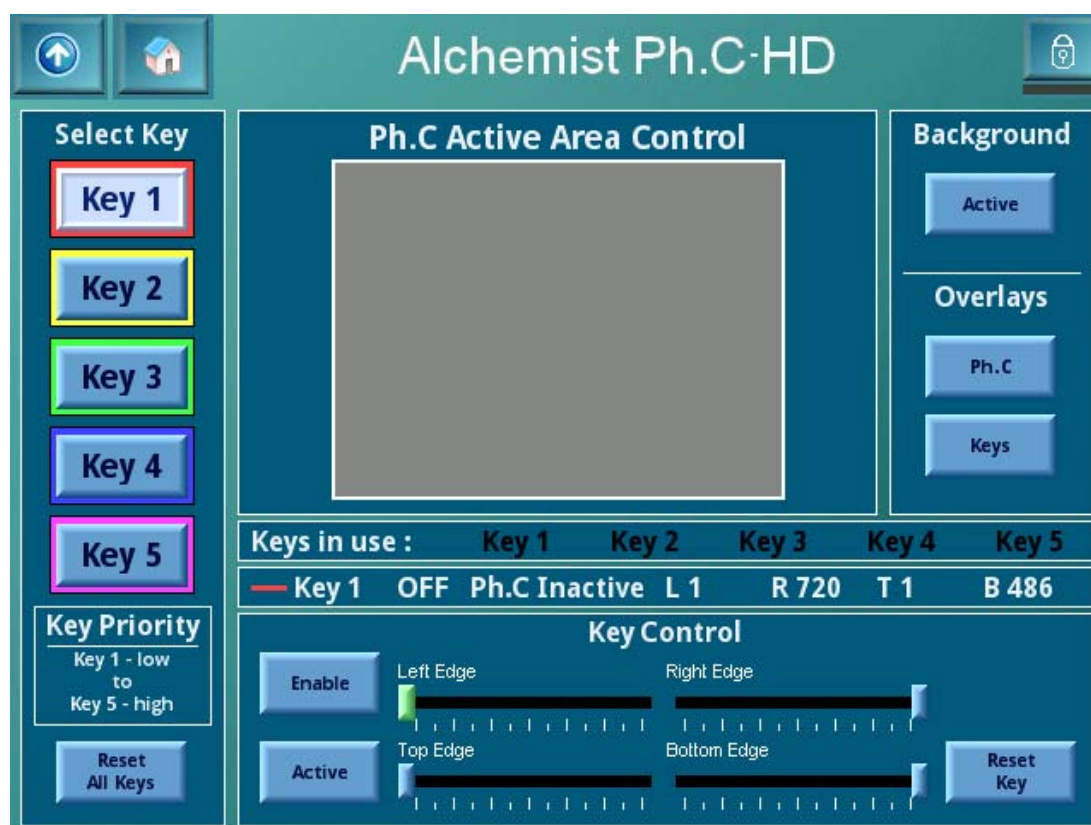 Alchemist Ph.C-HD
Select Key
Key 1
Key 2
Key 3
Key 4
Key 5
Key Priority
Key 1 - low
to
Key 5 - high
Reset
All Keys
Ph.C Active Area Control
Background
Active
Overlays
Ph.C
Keys
Keys in use : Key 1 Key 2 Key 3 Key 4 Key 5
Key 1 OFF Ph.C Inactive L 1 R 720 T 1 B 486
Key Control
Enable
Left Edge Right Edge
Active
Top Edge Bottom Edge
Reset
Key